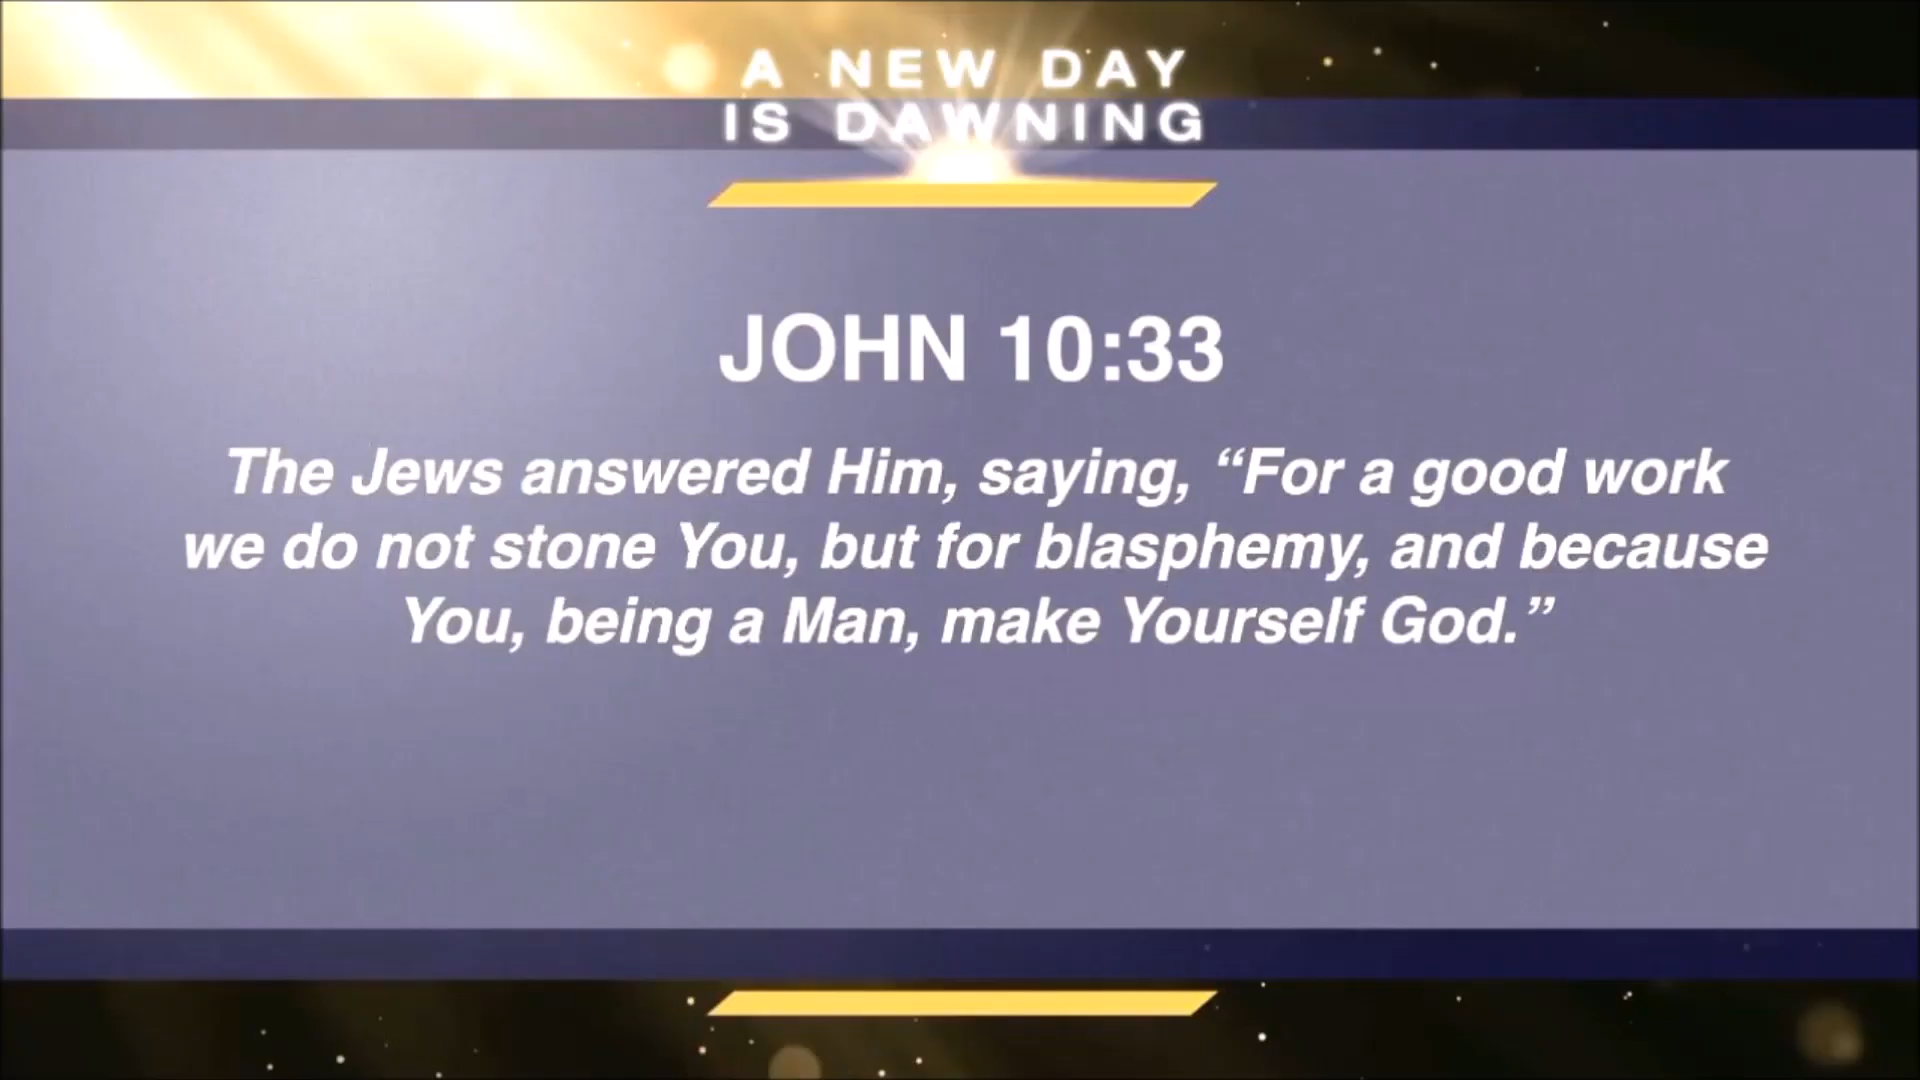 A NEW DAY
IS DAWNING
JOHN 10:33
The Jews answered Him, saying, “For a good work
we do not stone You, but for blasphemy, and because
You, being a Man, make Yourself God.”